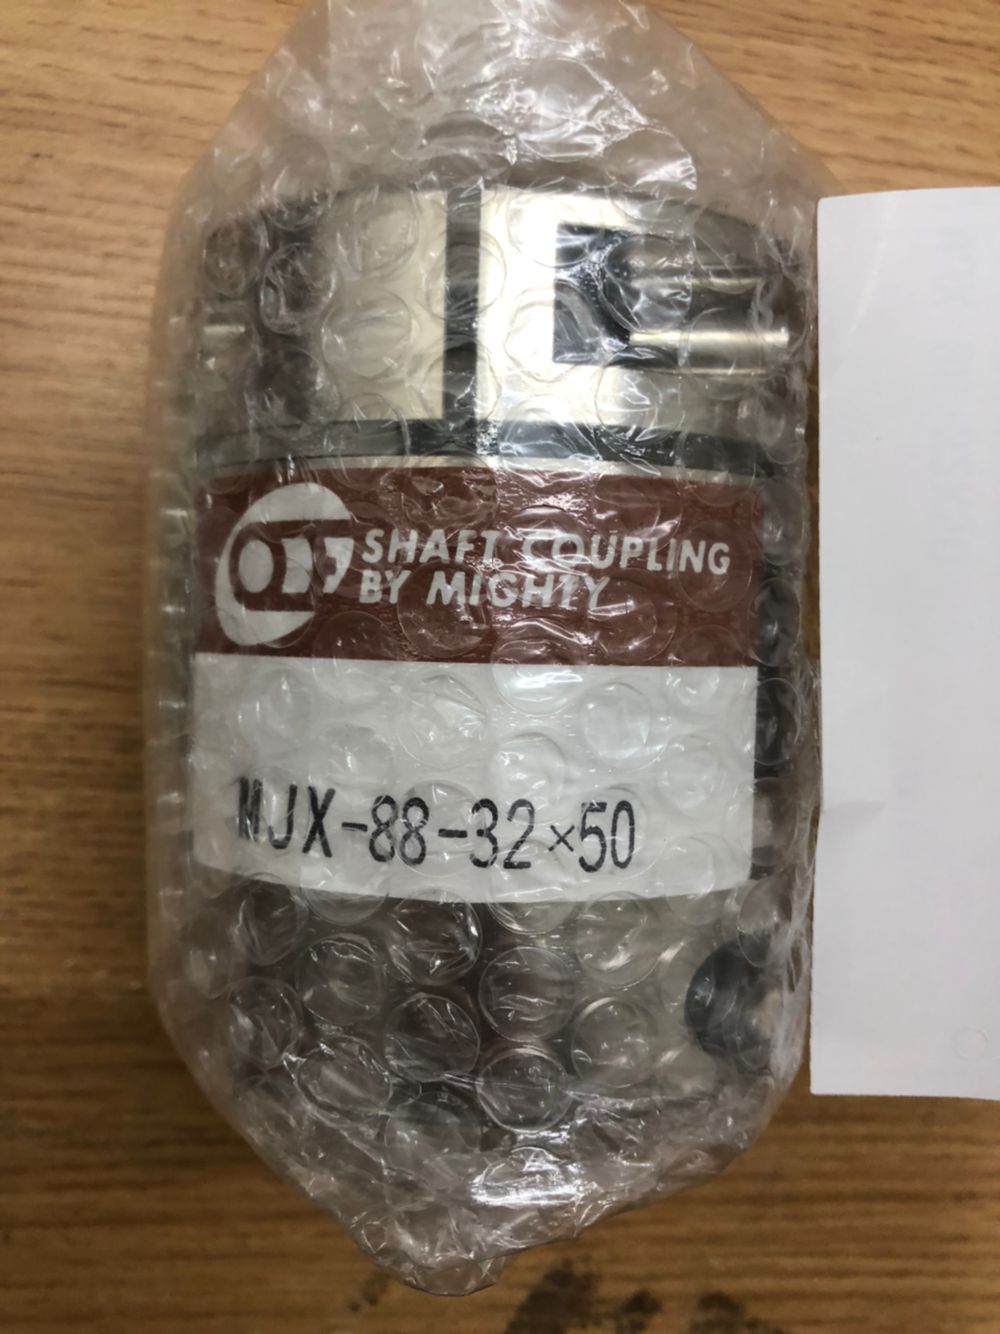 SHAFT COUPLING
BY MIGHTY
MJX-88-32×50